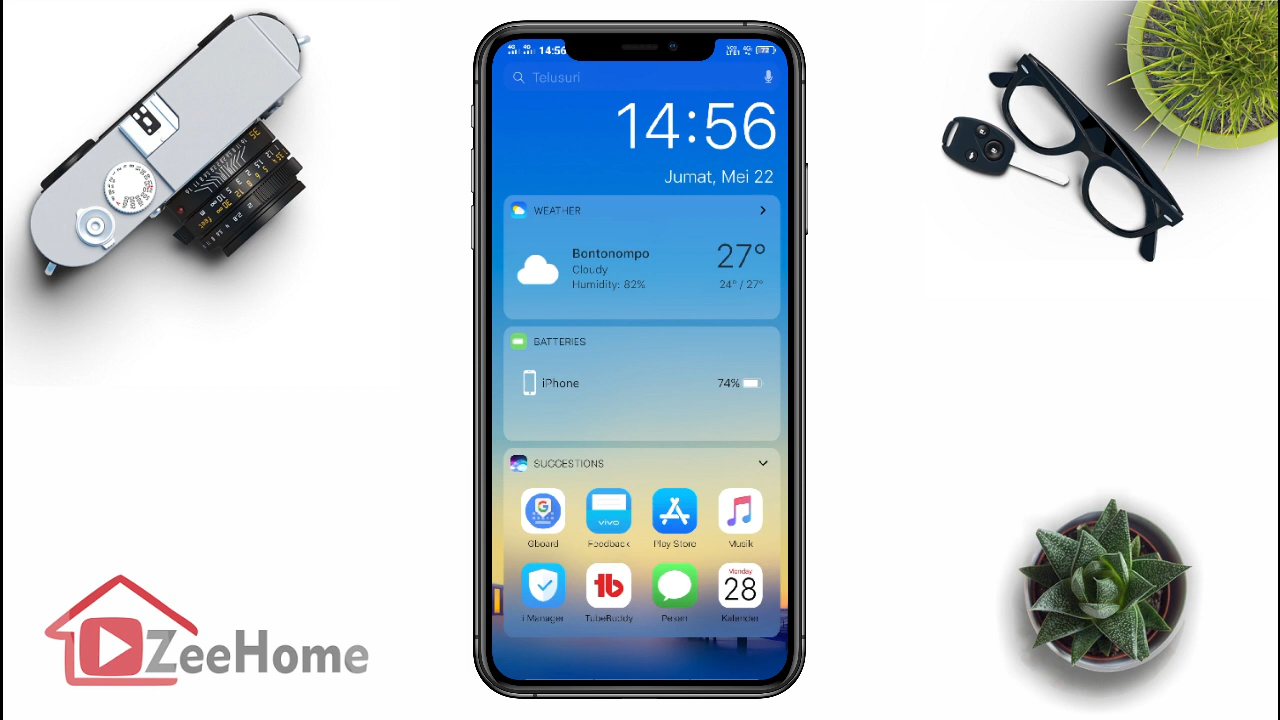 14:56
Telusuri
14:56
Jumat, Mei 22
WEATHER
Bontonompo
27°
Cloudy
Humidity: 82%
24° / 27°
BATTERIES
iPhone
74%
SUGGESTIONS
vivo
Gboard
Feedback
Play Store
Musik
Monday
28
i Manager
TubeBuddy
Pesan
Kalender
ZeeHome